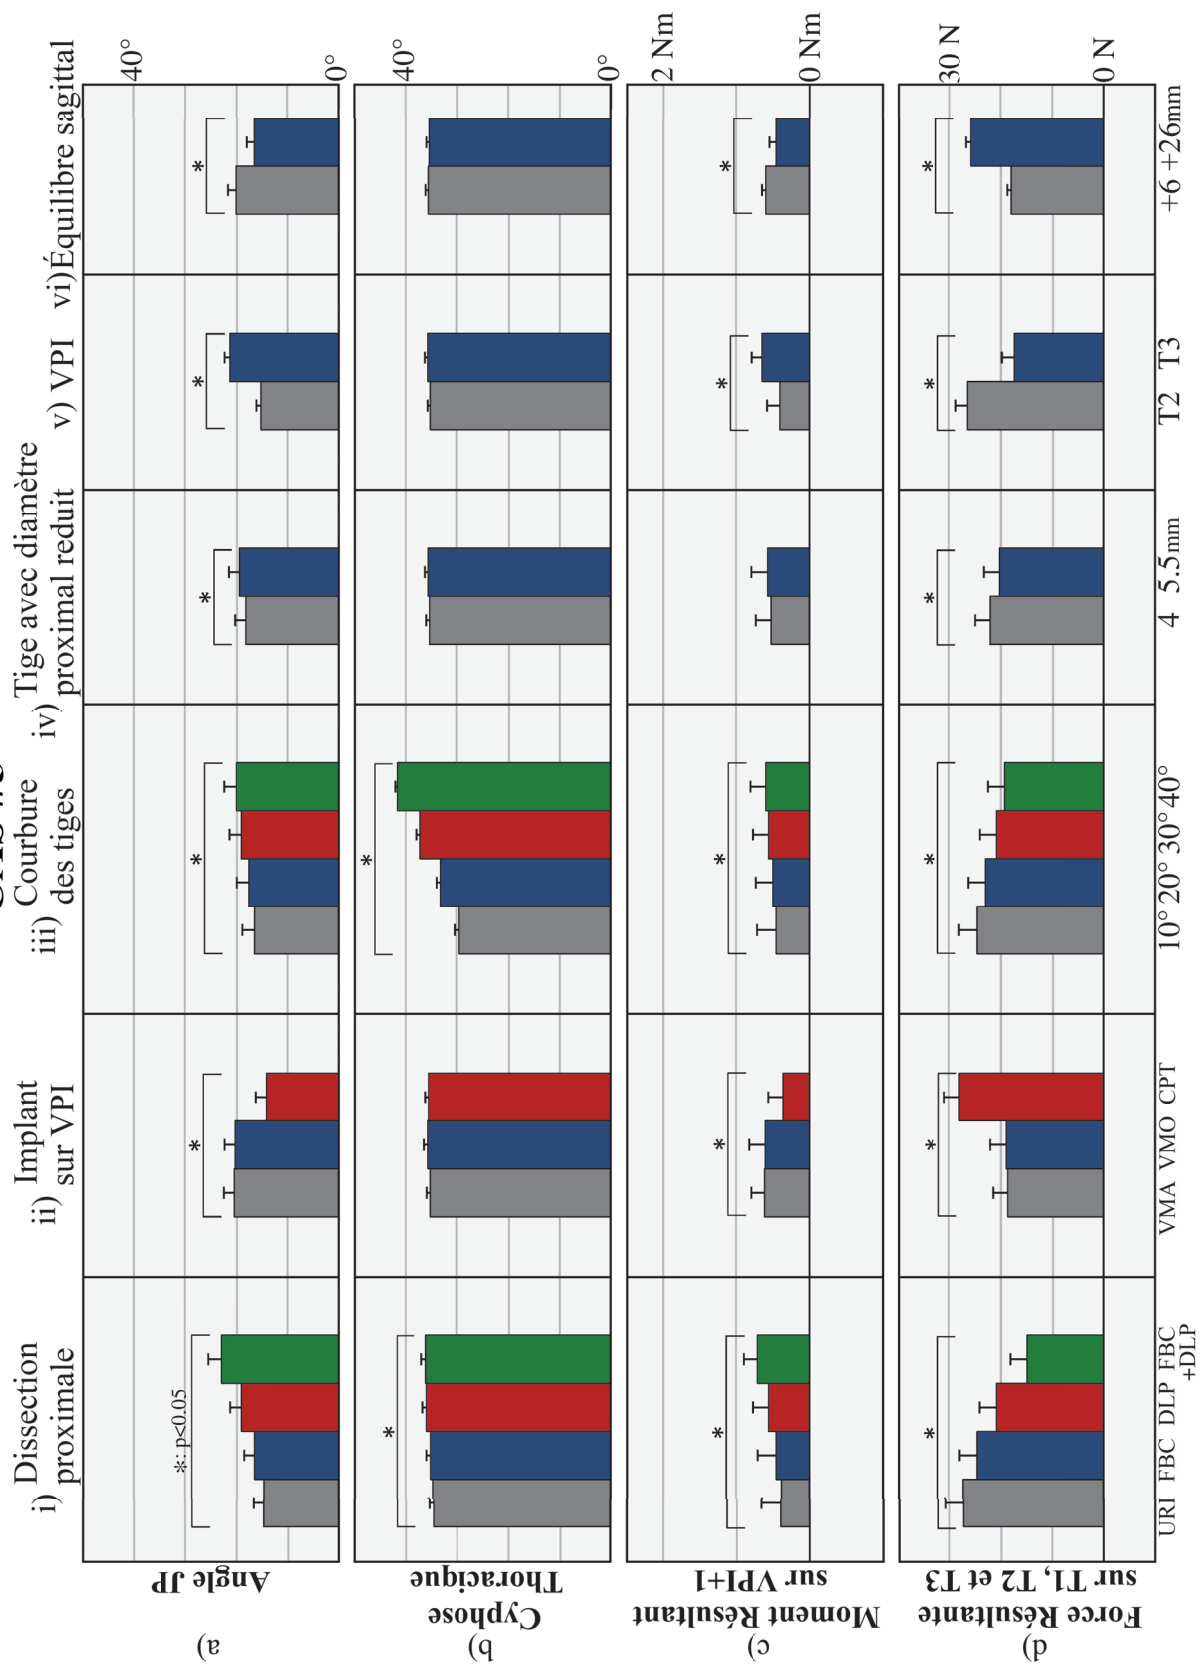 i) Dissection
proximale
ii) Implant
sur VPI
iii) Courbure
des tiges
iv) Tige avec diamètre
proximal reduit
v) VPI
vi) Équilibre sagittal
a)
Angle JP
*: p<0.05
*
*
*
*
*
40°
0°
b)
Cyphose
Thoracique
*
*
40°
0°
c)
Moment Résultant
sur VPI+1
*
*
*
*
*
2 Nm
0 Nm
d)
Force Résultante
sur T1, T2 et T3
*
*
*
*
*
*
30 N
0 N
URI FBC DLP FBC
+DLP
VMA VMO CPT
10° 20° 30° 40°
4 5.5mm
T2 T3
+6 +26mm